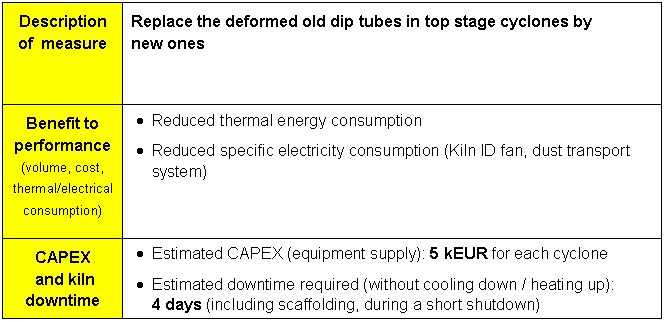 Description
of measure
Replace the deformed old dip tubes in top stage cyclones by
new ones
Benefit to
performance
(volume, cost,
thermal/electrical
consumption)
• Reduced thermal energy consumption
• Reduced specific electricity consumption (Kiln ID fan, dust transport
system)
CAPEX
and kiln
downtime
• Estimated CAPEX (equipment supply): 5 kEUR for each cyclone
• Estimated downtime required (without cooling down / heating up):
4 days (including scaffolding, during a short shutdown)